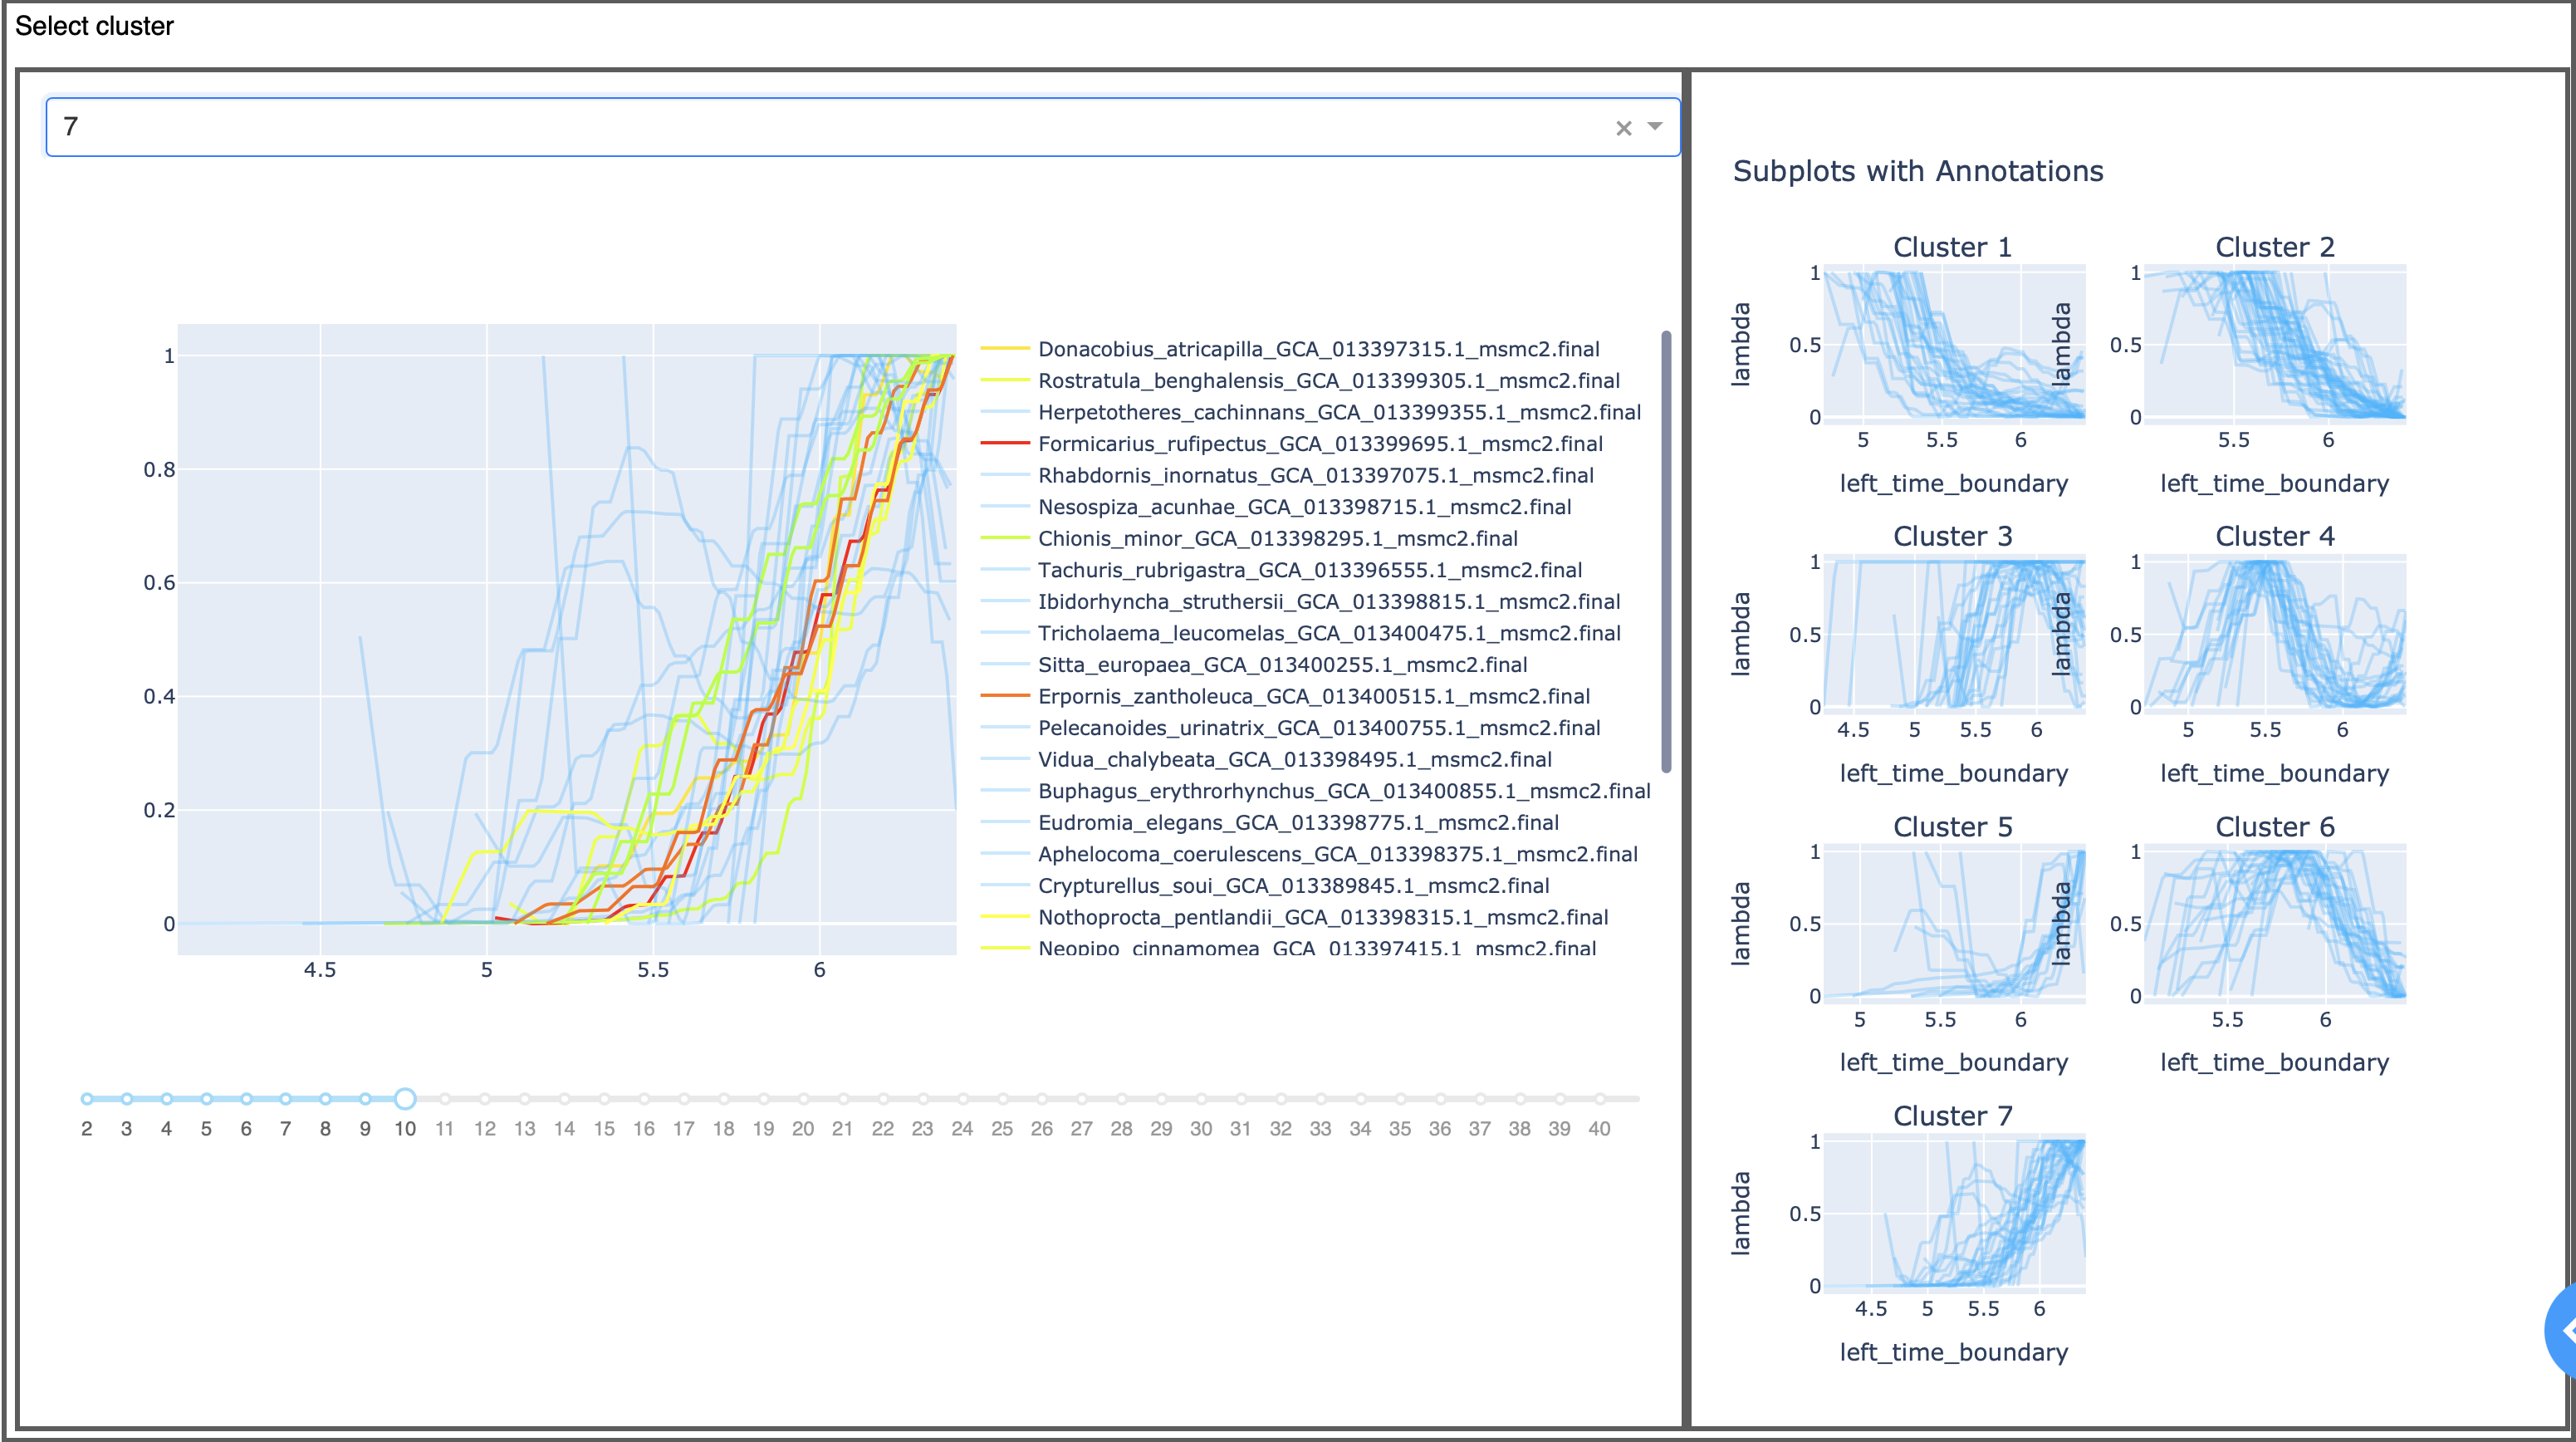 Select cluster
7
1
0.8
0.6
0.4
0.2
0
4.5 5 5.5 6
Donacobius_atricapilla_GCA_013397315.1_msmc2.final
Rostratula_benghalensis_GCA_013399305.1_msmc2.final
Herpetotheres_cachinnans_GCA_013399355.1_msmc2.final
Formicarius_rufipectus_GCA_013399695.1_msmc2.final
Rhabdornis_inornatus_GCA_013397075.1_msmc2.final
Nesospiza_acunhae_GCA_013398715.1_msmc2.final
Chionis_minor_GCA_013398295.1_msmc2.final
Tachuris_rubrigastra_GCA_013396555.1_msmc2.final
Ibidorhyncha_struthersii_GCA_013398815.1_msmc2.final
Tricholaema_leucomelas_GCA_013400475.1_msmc2.final
Sitta_europaea_GCA_013400255.1_msmc2.final
Erpornis_zantholeuca_GCA_013400515.1_msmc2.final
Pelecanoides_urinatrix_GCA_013400755.1_msmc2.final
Vidua_chalybeata_GCA_013398495.1_msmc2.final
Buphagus_erythrorhynchus_GCA_013400855.1_msmc2.final
Eudromia_elegans_GCA_013398775.1_msmc2.final
Aphelocoma_coerulescens_GCA_013398375.1_msmc2.final
Crypturellus_soui_GCA_013389845.1_msmc2.final
Nothoprocta_pentlandii_GCA_013398315.1_msmc2.final
Neopipo_cinnamomea_GCA_013397415.1_msmc2.final
2 3 4 5 6 7 8 9 10 11 12 13 14 15 16 17 18 19 20 21 22 23 24 25 26 27 28 29 30 31 32 33 34 35 36 37 38 39 40
Subplots with Annotations
Cluster 1
1
0.5
0
lambda
5 5.5 6
left_time_boundary
Cluster 2
1
0.5
0
lambda
5.5 6
left_time_boundary
Cluster 3
1
0.5
0
lambda
4.5 5 5.5 6
left_time_boundary
Cluster 4
1
0.5
0
lambda
5 5.5 6
left_time_boundary
Cluster 5
1
0.5
0
lambda
5 5.5 6
left_time_boundary
Cluster 6
1
0.5
0
lambda
5.5 6
left_time_boundary
Cluster 7
1
0.5
0
lambda
4.5 5 5.5 6
left_time_boundary